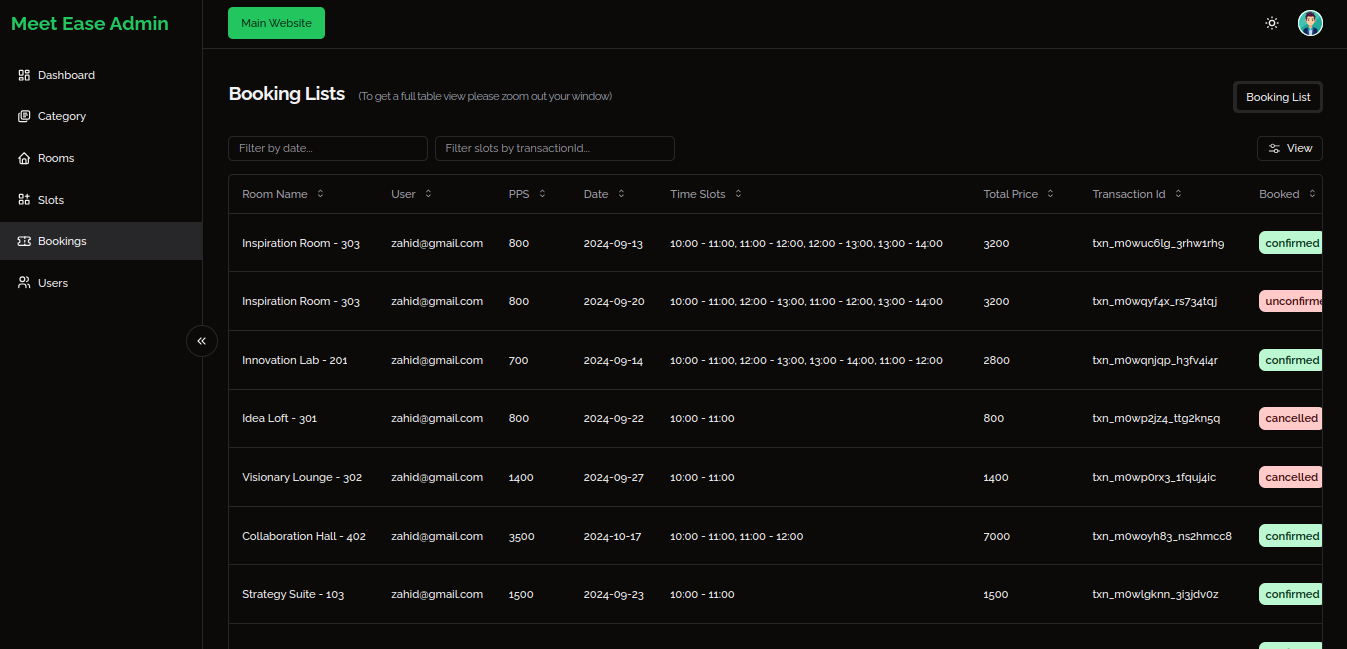 Meet Ease Admin
Main Website
Dashboard
Category
Rooms
Slots
Bookings
Users
Booking Lists (To get a full table view please zoom out your window)
Booking List
Filter by date...
Filter slots by transactionId...
View
Room Name User PPS Date Time Slots Total Price Transaction Id Booked
Inspiration Room - 303 zahid@gmail.com 800 2024-09-13 10:00 - 11:00, 11:00 - 12:00, 12:00 - 13:00, 13:00 - 14:00 3200 txn_m0wuc6lg_3rhw1rh9 confirmed
Inspiration Room - 303 zahid@gmail.com 800 2024-09-20 10:00 - 11:00, 12:00 - 13:00, 11:00 - 12:00, 13:00 - 14:00 3200 txn_m0wqyf4x_rs734tqj unconfirme
Innovation Lab - 201 zahid@gmail.com 700 2024-09-14 10:00 - 11:00, 12:00 - 13:00, 13:00 - 14:00, 11:00 - 12:00 2800 txn_m0wqnjqp_h3fv4i4r confirmed
Idea Loft - 301 zahid@gmail.com 800 2024-09-22 10:00 - 11:00 800 txn_m0wp2jz4_ttg2kn5q cancelled
Visionary Lounge - 302 zahid@gmail.com 1400 2024-09-27 10:00 - 11:00 1400 txn_m0wp0rx3_1fquj4ic cancelled
Collaboration Hall - 402 zahid@gmail.com 3500 2024-10-17 10:00 - 11:00, 11:00 - 12:00 7000 txn_m0woyh83_ns2hmcc8 confirmed
Strategy Suite - 103 zahid@gmail.com 1500 2024-09-23 10:00 - 11:00 1500 txn_m0wlgknn_3i3jdv0z confirmed